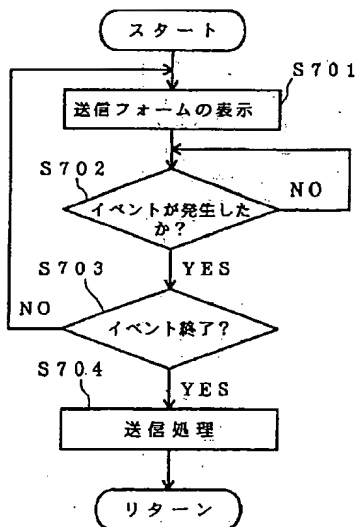 スタート
S701
送信フォームの表示
S702
NO
イベントが発生した
か?
S703
YES
NO
イベント終了?
S704
YES
送信処理
リターン